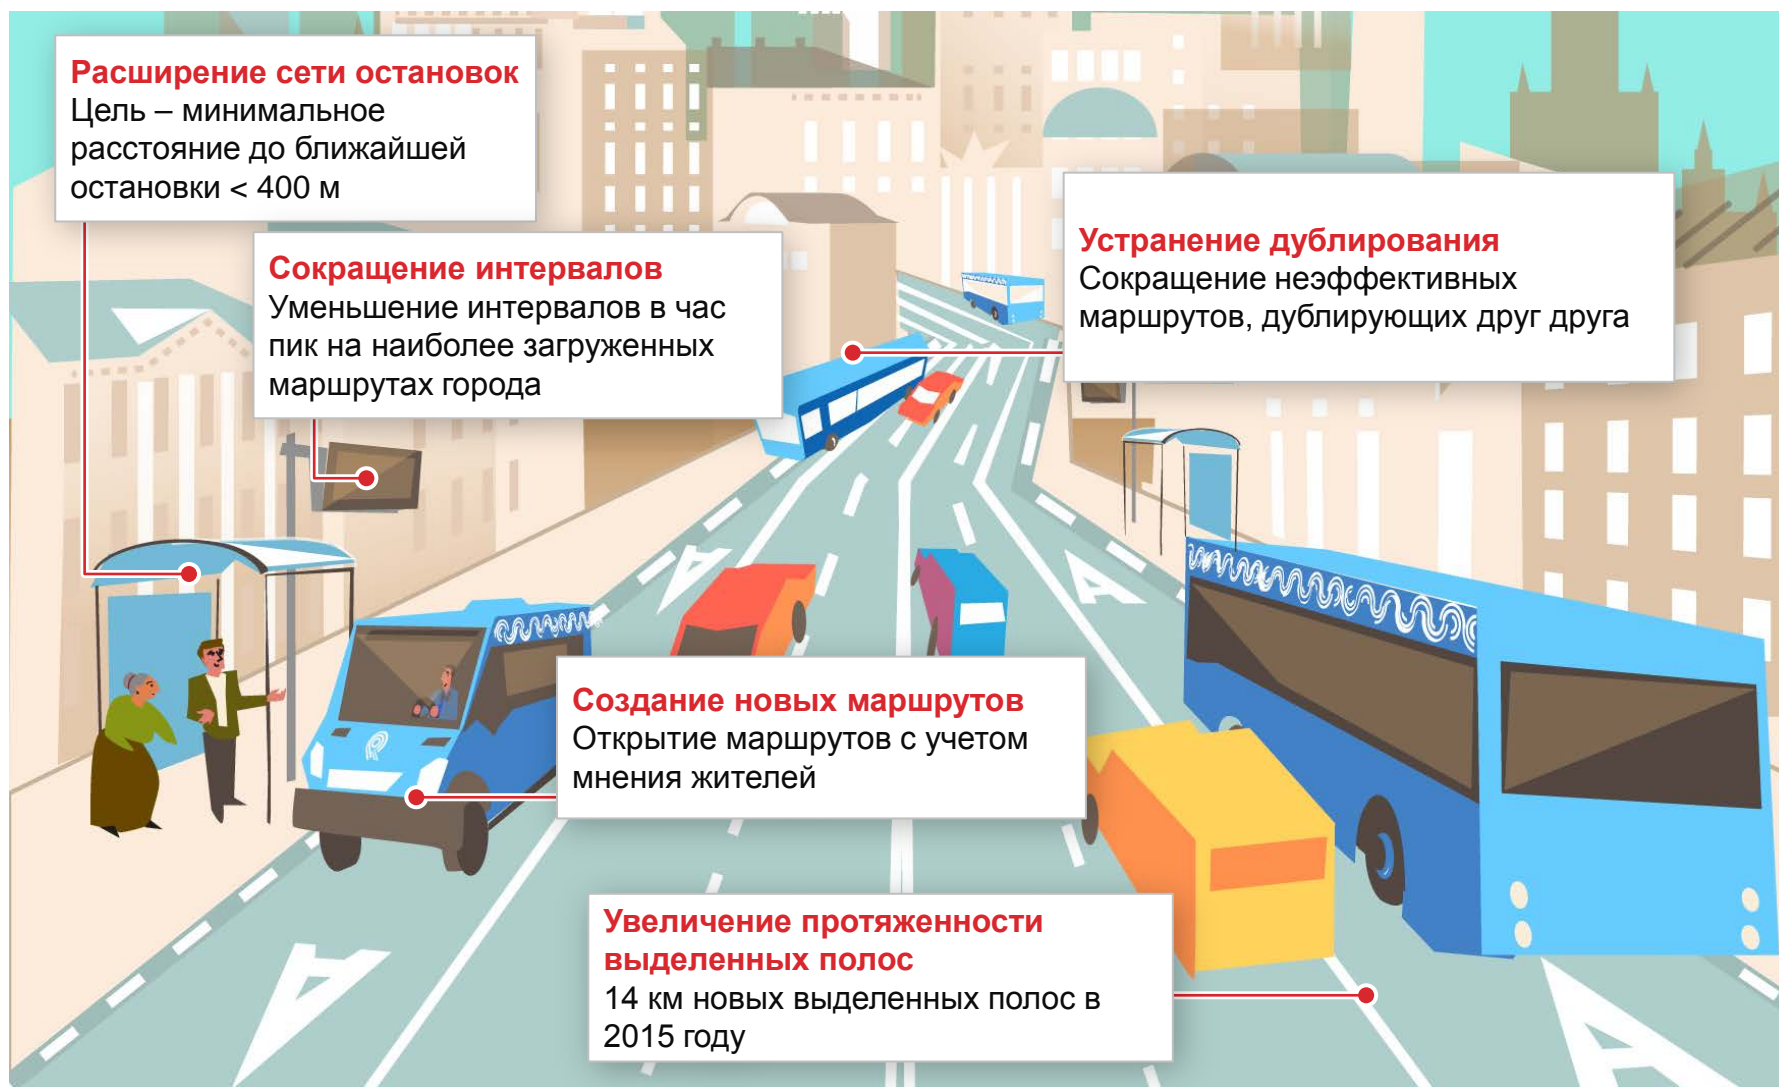 Расширение сети остановок
Цель – минимальное
расстояние до ближайшей
остановки < 400 м
Сокращение интервалов
Уменьшение интервалов в час
пик на наиболее загруженных
маршрутах города
Устранение дублирования
Сокращение неэффективных
маршрутов, дублирующих друг друга
Создание новых маршрутов
Открытие маршрутов с учетом
мнения жителей
Увеличение протяженности
выделенных полос
14 км новых выделенных полос в
2015 году
А
А
А
А